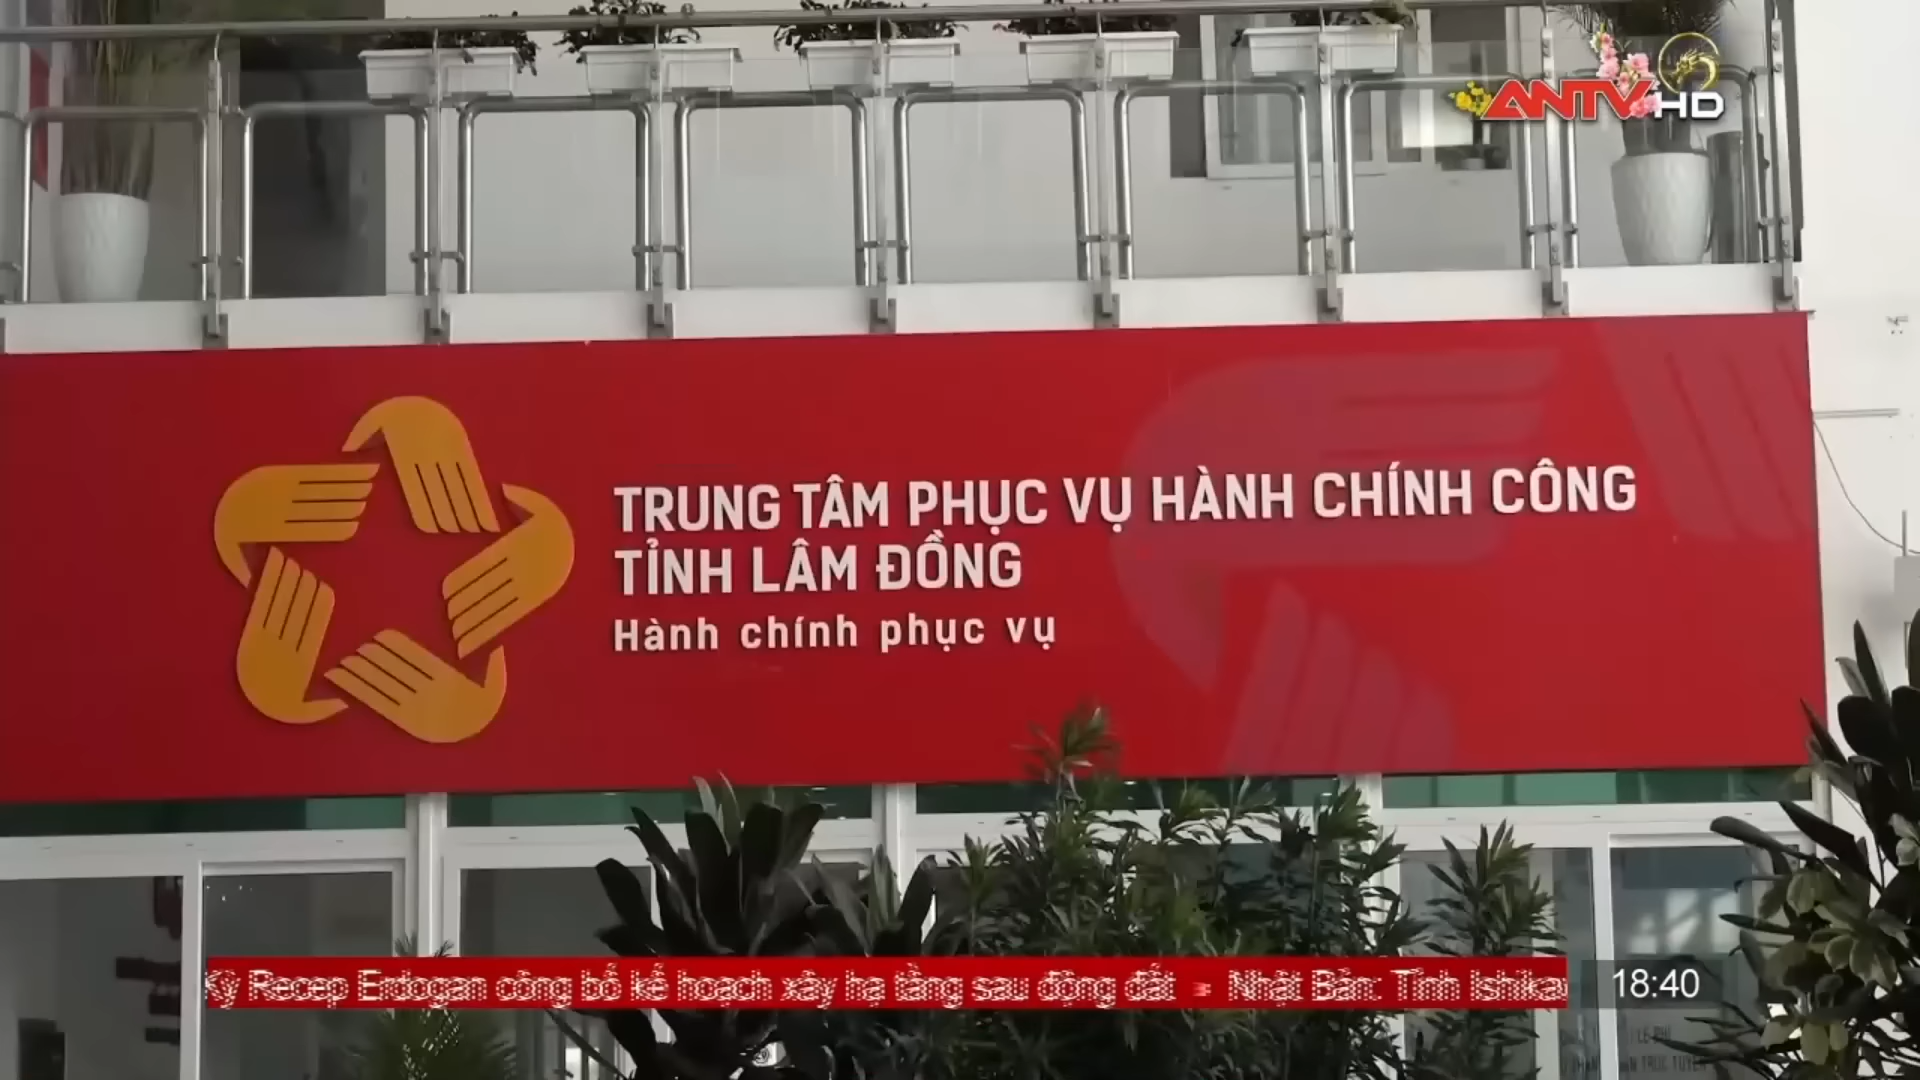 ANTV HD
TRUNG TÂM PHỤC VỤ HÀNH CHÍNH CÔNG
TỈNH LÂM ĐỒNG
Hành chính phục vụ
Kỳ Recep Erdogan công bố kế hoạch xây hạ tầng sau động đất - Nhật Bản: Tỉnh Ishika
18:40